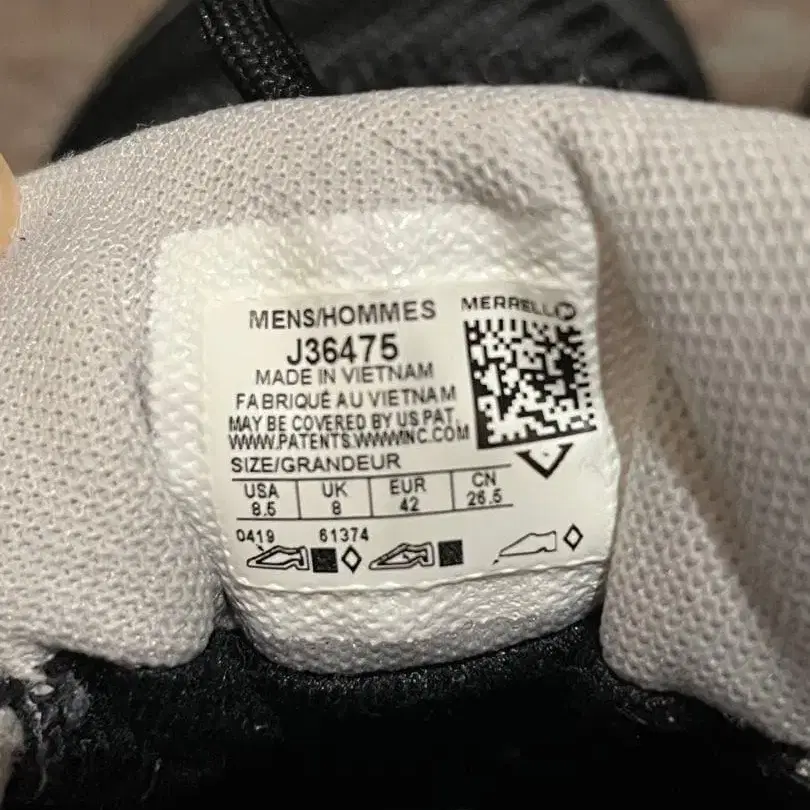 MENS/HOMMES
MERRELL
J36475
MADE IN VIETNAM
FABRIQUÉ AU VIETNAM
MAY BE COVERED BY US PAT.
WWW.PATENTS.WWWINC.COM
SIZE/GRANDEUR
USA UK EUR CN
8.5 8 42 26.5
0419 61374